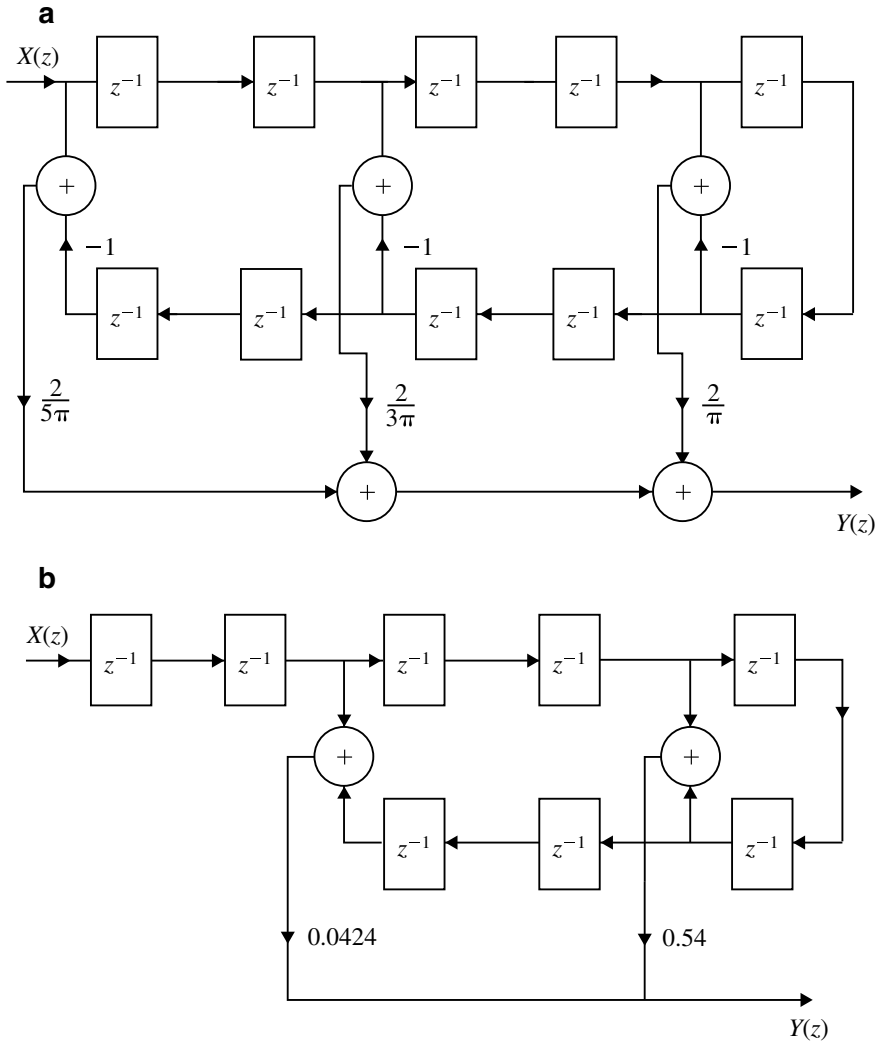 a
X(z)
z⁻¹ z⁻¹ z⁻¹ z⁻¹ z⁻¹
+ + +
−1 −1 −1
z⁻¹ z⁻¹ z⁻¹ z⁻¹ z⁻¹
2/5π 2/3π 2/π
+ +
Y(z)
b
X(z)
z⁻¹ z⁻¹ z⁻¹ z⁻¹ z⁻¹
+ +
z⁻¹ z⁻¹ z⁻¹
0.0424 0.54
Y(z)